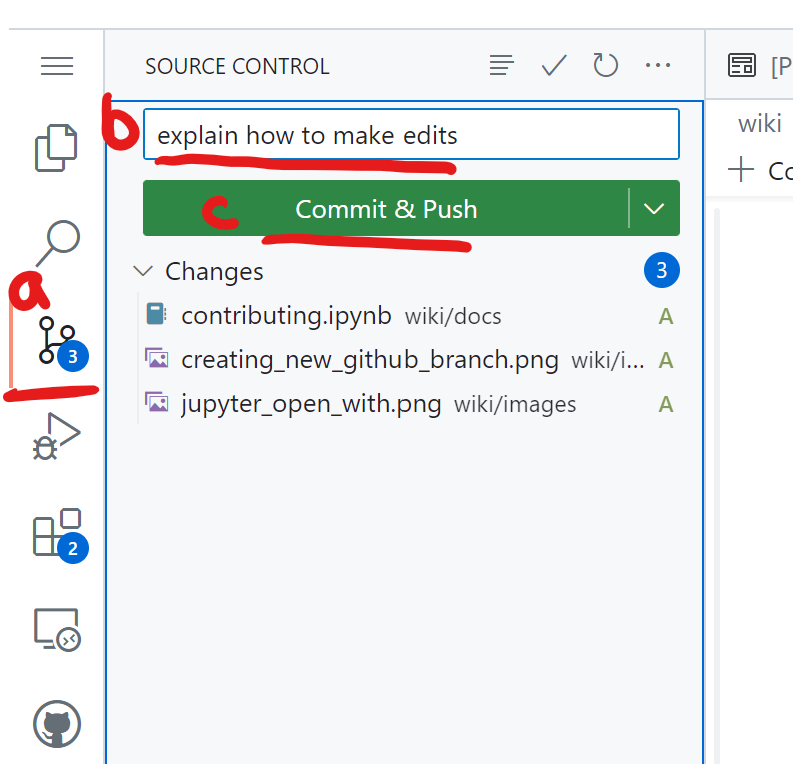 SOURCE CONTROL
[P
b
explain how to make edits
wiki
Co
c
Commit & Push
Changes
3
a
contributing.ipynb wiki/docs A
3
creating_new_github_branch.png wiki/i... A
jupyter_open_with.png wiki/images A
2